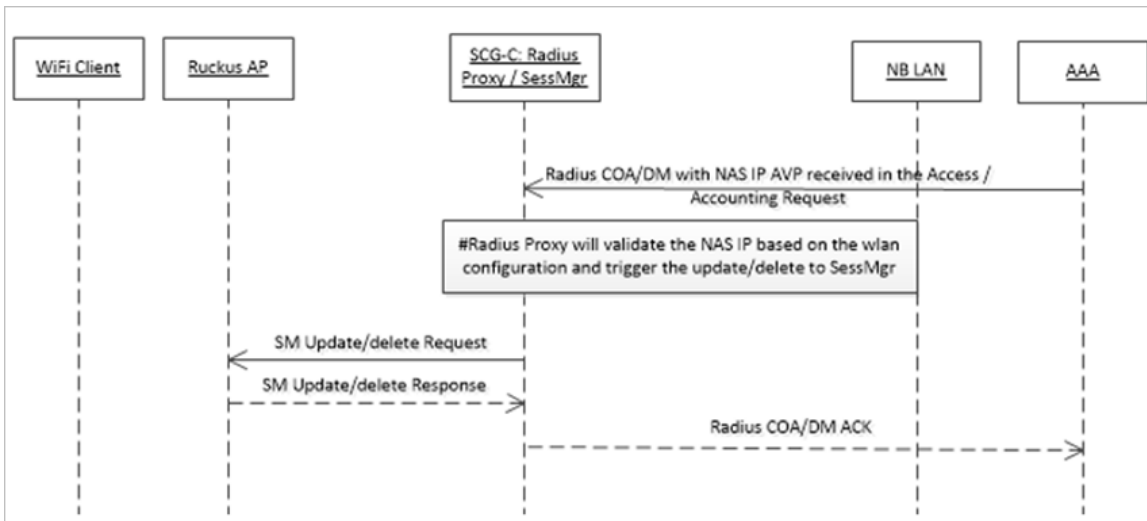 WiFi Client
Ruckus AP
SCG-C: Radius
Proxy / SessMgr
NB LAN
AAA
Radius COA/DM with NAS IP AVP received in the Access /
Accounting Request
#Radius Proxy will validate the NAS IP based on the wlan
configuration and trigger the update/delete to SessMgr
SM Update/delete Request
SM Update/delete Response
Radius COA/DM ACK